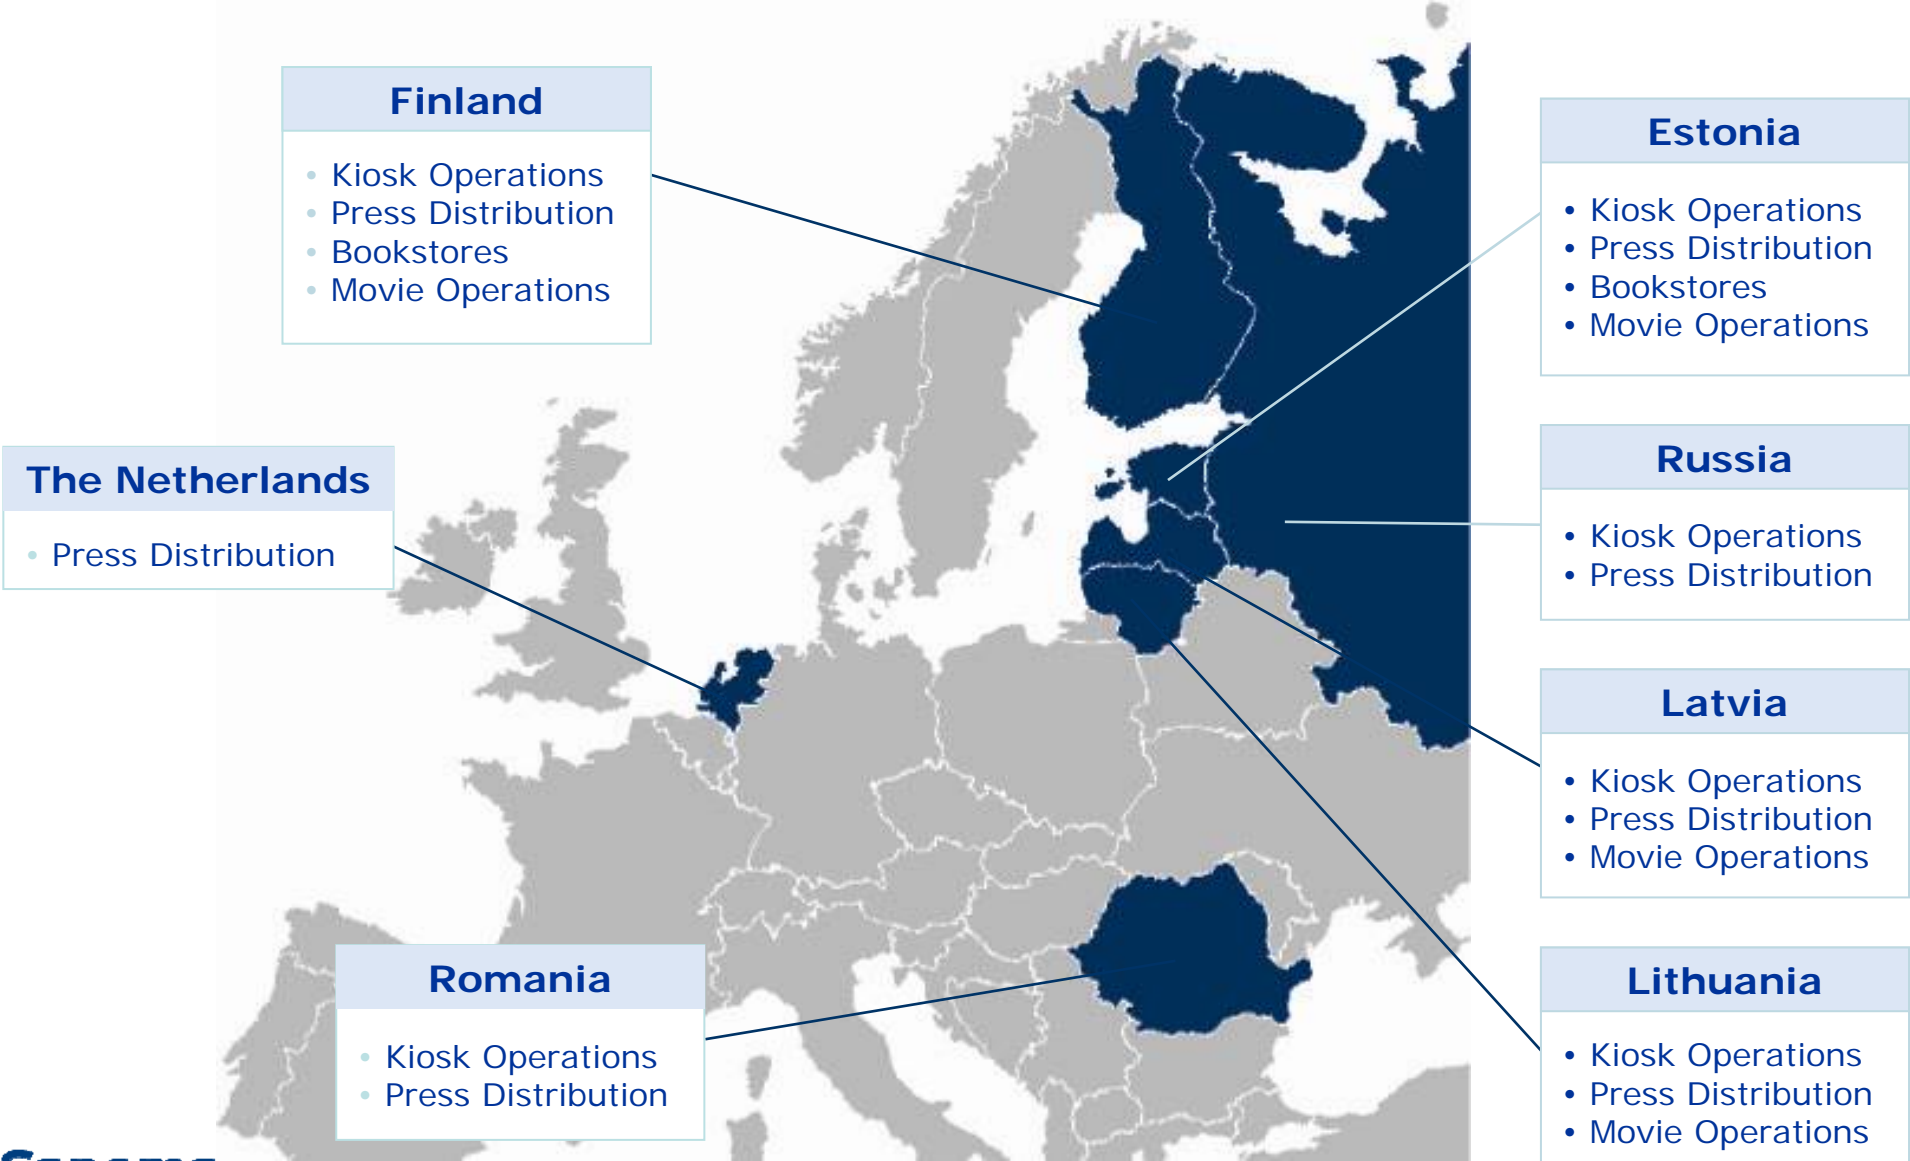 Finland
• Kiosk Operations
• Press Distribution
• Bookstores
• Movie Operations
The Netherlands
• Press Distribution
Romania
• Kiosk Operations
• Press Distribution
Estonia
• Kiosk Operations
• Press Distribution
• Bookstores
• Movie Operations
Russia
• Kiosk Operations
• Press Distribution
Latvia
• Kiosk Operations
• Press Distribution
• Movie Operations
Lithuania
• Kiosk Operations
• Press Distribution
• Movie Operations